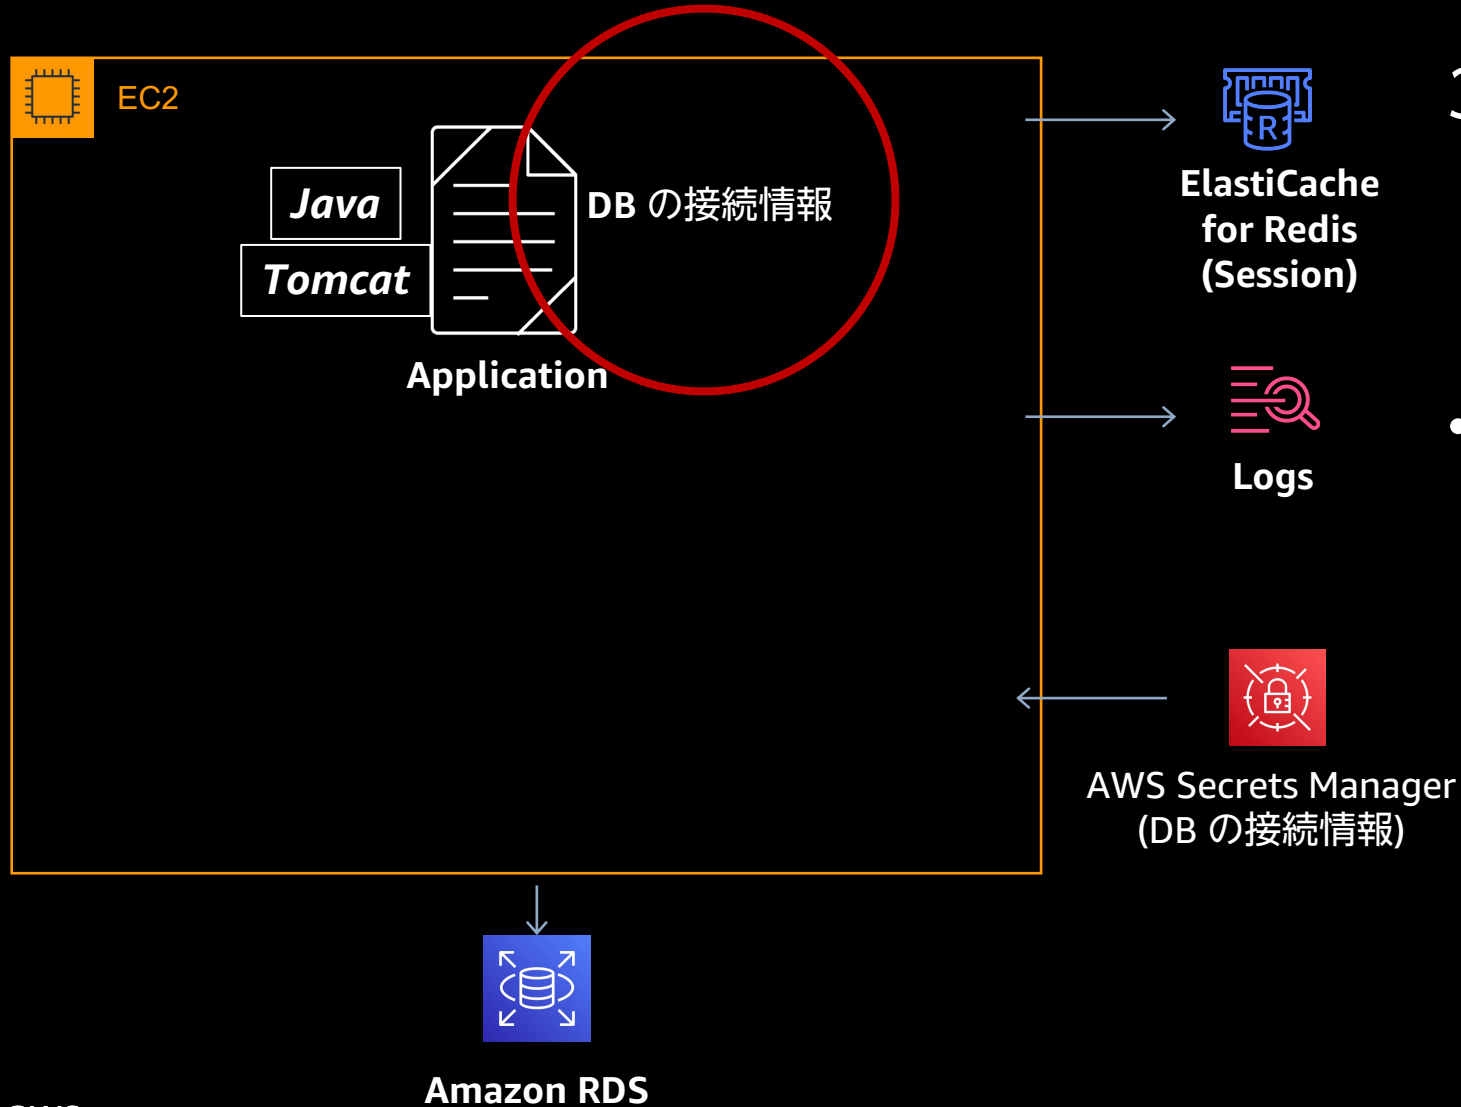 EC2
Java
Tomcat
DB の接続情報
Application
ElastiCache
for Redis
(Session)
Logs
AWS Secrets Manager
(DB の接続情報)
Amazon RDS